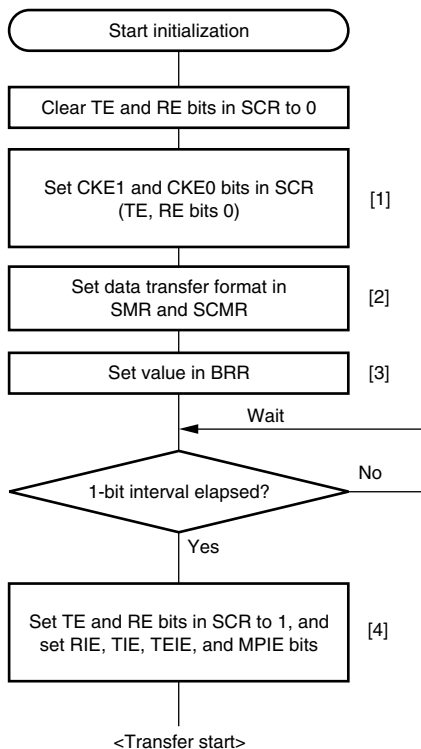 Start initialization
Clear TE and RE bits in SCR to 0
Set CKE1 and CKE0 bits in SCR
(TE, RE bits 0)
[1]
Set data transfer format in
SMR and SCMR
[2]
Set value in BRR
[3]
Wait
1-bit interval elapsed?
No
Yes
Set TE and RE bits in SCR to 1, and
set RIE, TIE, TEIE, and MPIE bits
[4]
<Transfer start>